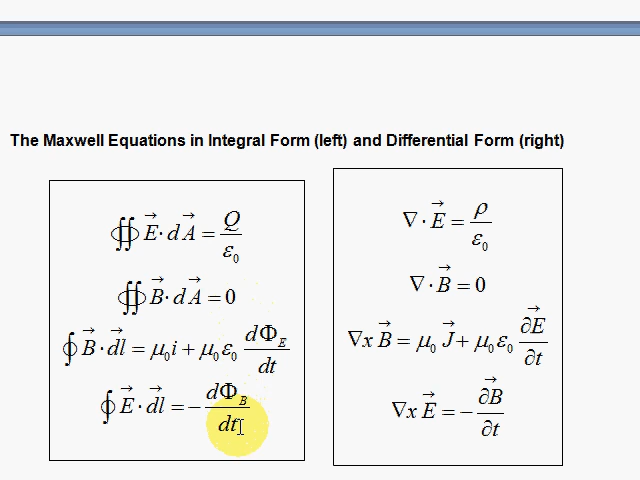 The Maxwell Equations in Integral Form (left) and Differential Form (right)
∯ E⃗ · dA⃗ = Q/ε₀
∯ B⃗ · dA⃗ = 0
∮ B⃗ · dl⃗ = μ₀i + μ₀ε₀ dΦ_E/dt
∮ E⃗ · dl⃗ = − dΦ_B/dt
∇ · E⃗ = ρ/ε₀
∇ · B⃗ = 0
∇x B⃗ = μ₀ J⃗ + μ₀ε₀ ∂E⃗/∂t
∇x E⃗ = − ∂B⃗/∂t